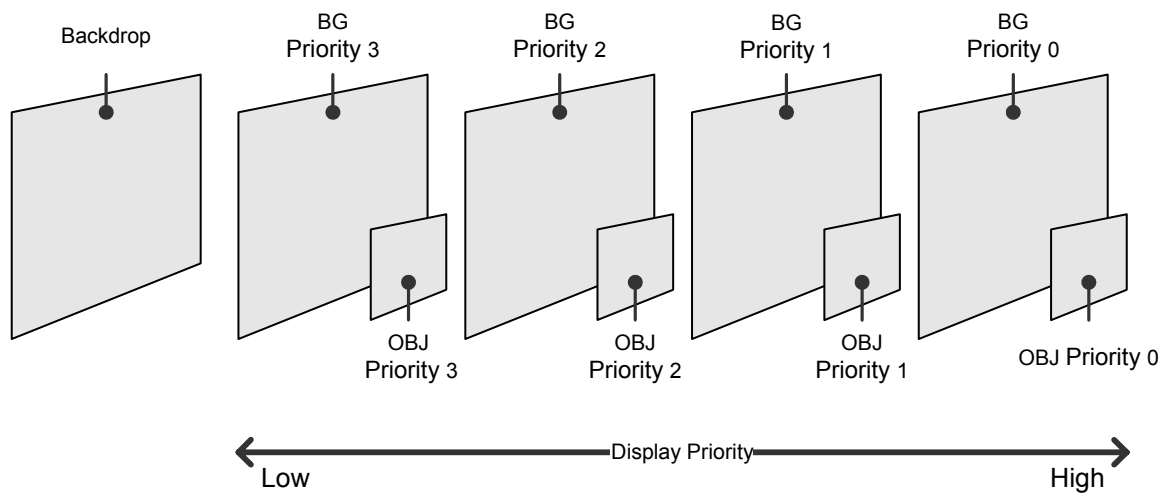 Backdrop
BG
Priority 3
BG
Priority 2
BG
Priority 1
BG
Priority 0
OBJ
Priority 3
OBJ
Priority 2
OBJ
Priority 1
OBJ Priority 0
Display Priority
Low
High